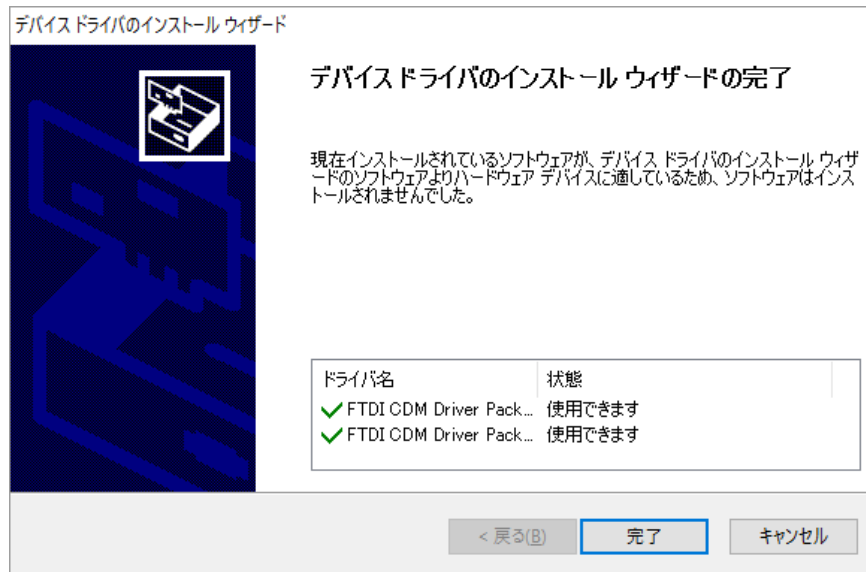 デバイス ドライバのインストール ウィザード
デバイス ドライバのインストール ウィザードの完了
現在インストールされているソフトウェアが、デバイス ドライバのインストール ウィザ
ードのソフトウェアよりハードウェア デバイスに適しているため、ソフトウェアはインス
トールされませんでした。
ドライバ名 状態
FTDI CDM Driver Pack... 使用できます
FTDI CDM Driver Pack... 使用できます
< 戻る(B) 完了 キャンセル